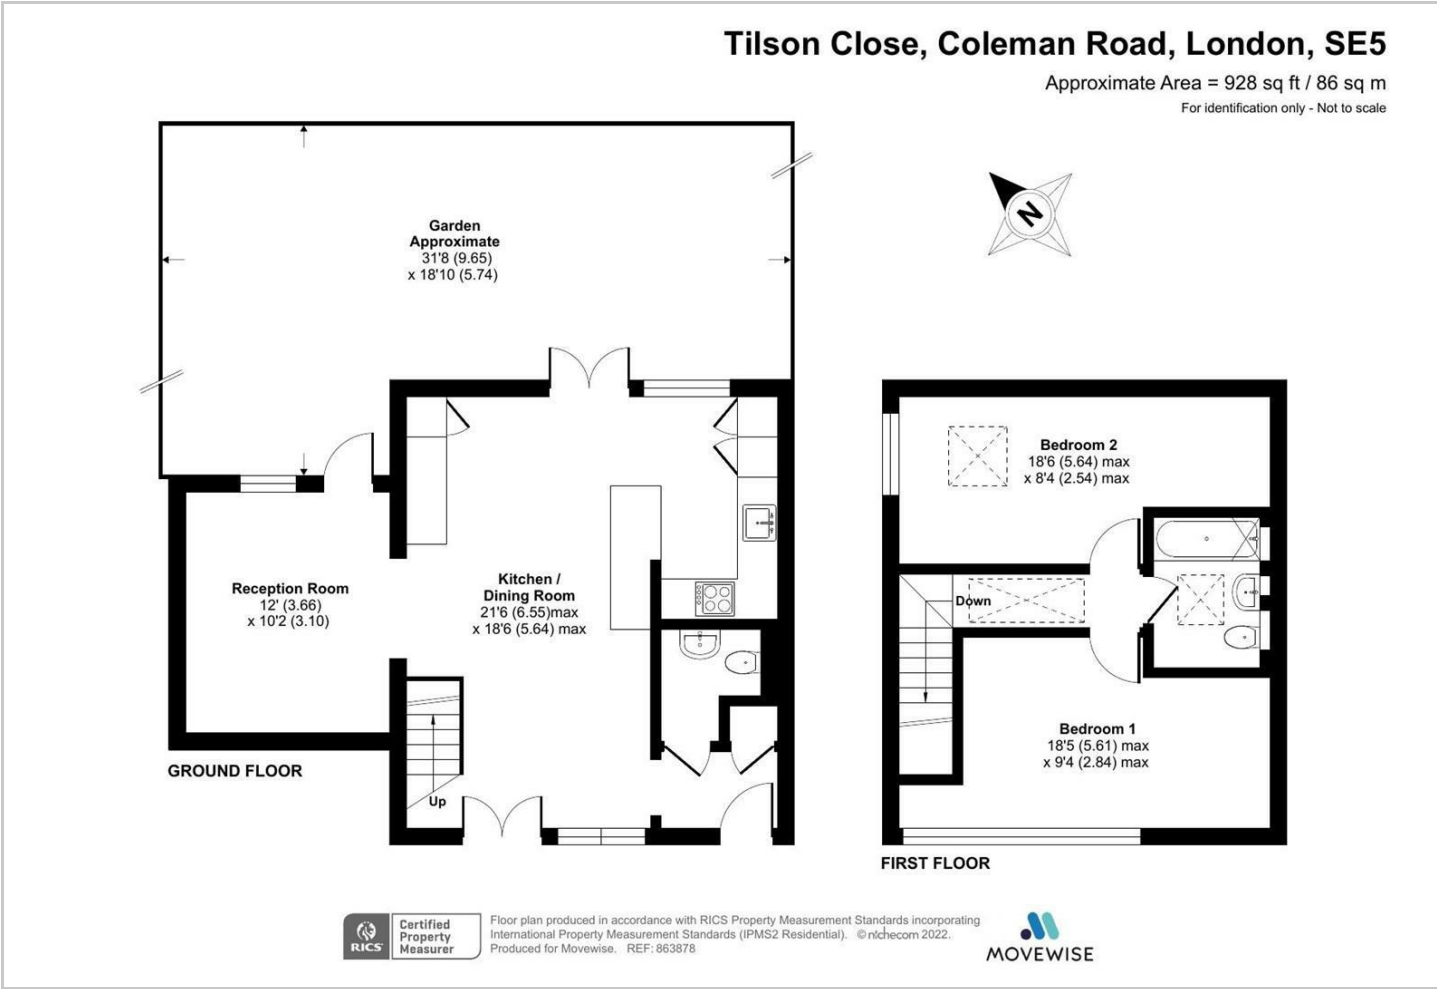 Tilson Close, Coleman Road, London, SE5
Approximate Area = 928 sq ft / 86 sq m
For identification only - Not to scale
N
Garden
Approximate
31'8 (9.65)
x 18'10 (5.74)
Reception Room
12' (3.66)
x 10'2 (3.10)
Kitchen /
Dining Room
21'6 (6.55)max
x 18'6 (5.64) max
Up
GROUND FLOOR
Bedroom 2
18'6 (5.64) max
x 8'4 (2.54) max
Down
Bedroom 1
18'5 (5.61) max
x 9'4 (2.84) max
FIRST FLOOR
RICS
Certified
Property
Measurer
Floor plan produced in accordance with RICS Property Measurement Standards incorporating
International Property Measurement Standards (IPMS2 Residential). © nichecom 2022.
Produced for Movewise. REF: 863878
MOVEWISE